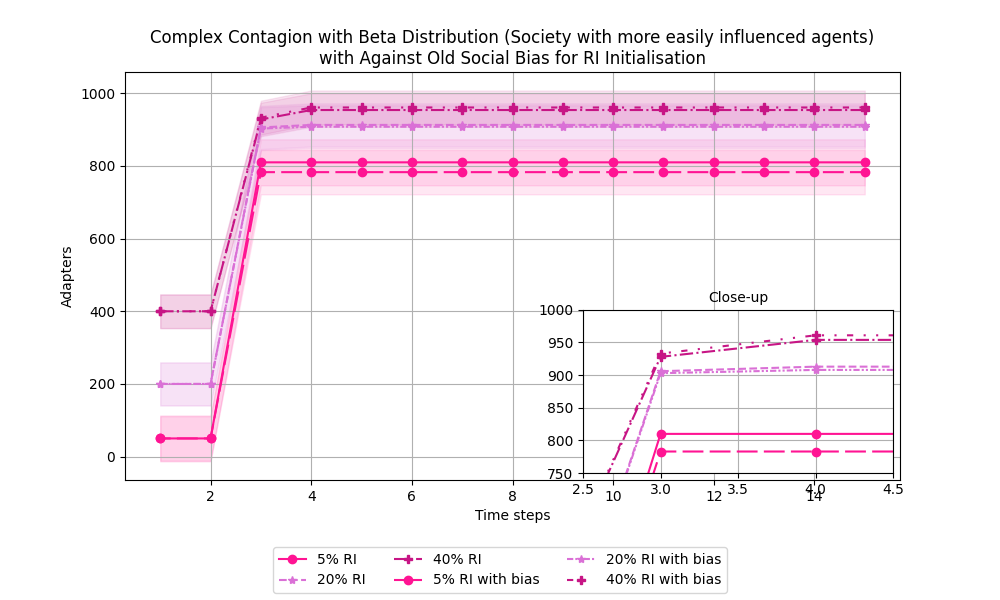 Complex Contagion with Beta Distribution (Society with more easily influenced agents)
with Against Old Social Bias for RI Initialisation
Adapters
1000
800
600
400
200
0
2
4
6
8
10
12
14
Time steps
Close-up
1000
950
900
850
800
750
2.5
3.0
3.5
4.0
4.5
5% RI
20% RI
40% RI
5% RI with bias
20% RI with bias
40% RI with bias